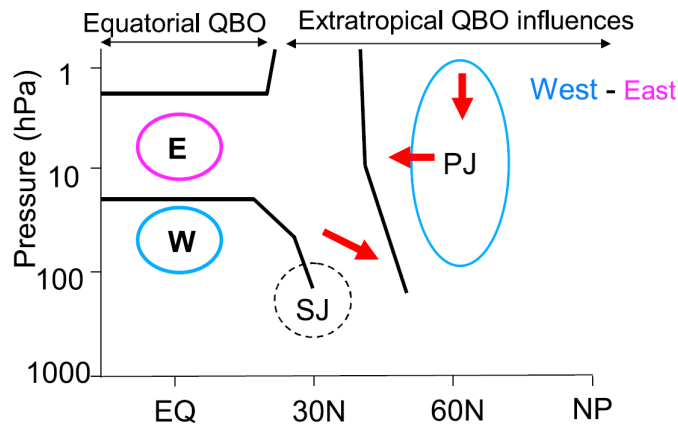 Equatorial QBO
Extratropical QBO influences
West - East
Pressure (hPa)
1
10
100
1000
E
W
SJ
PJ
EQ
30N
60N
NP